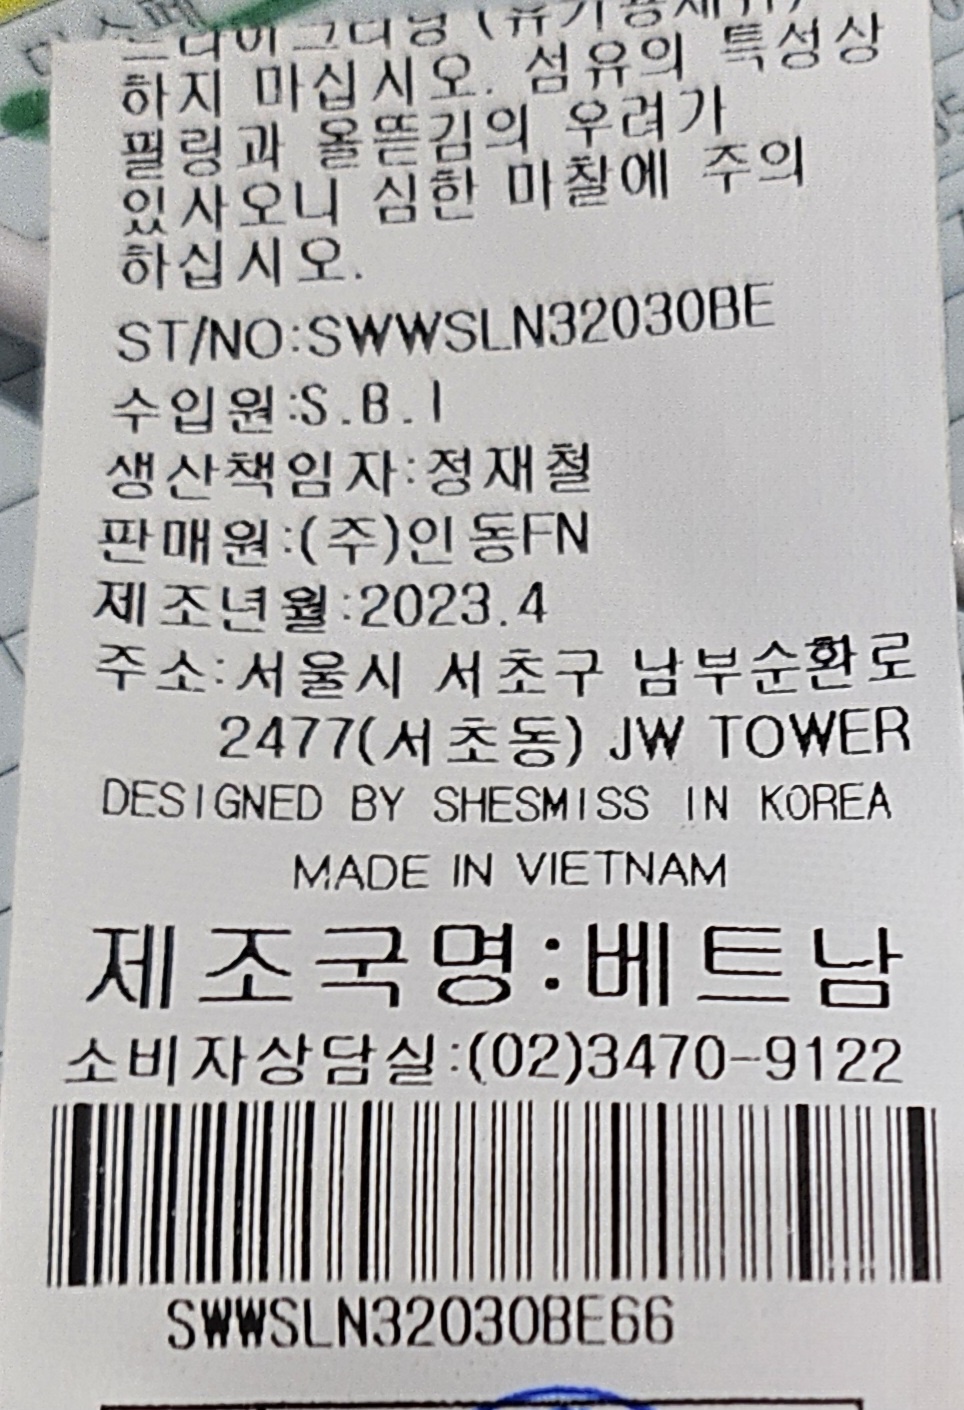 하지 마십시오. 섬유의 특성상
필링과 올뜯김의 우려가
있사오니 심한 마찰에 주의
하십시오.
ST/NO:SWWSLN32030BE
수입원:S.B.I
생산책임자:정재철
판매원:(주)인동FN
제조년월:2023.4
주소:서울시 서초구 남부순환로
2477(서초동) JW TOWER
DESIGNED BY SHESMISS IN KOREA
MADE IN VIETNAM
제조국명:베트남
소비자상담실:(02)3470-9122
SWWSLN32030BE66